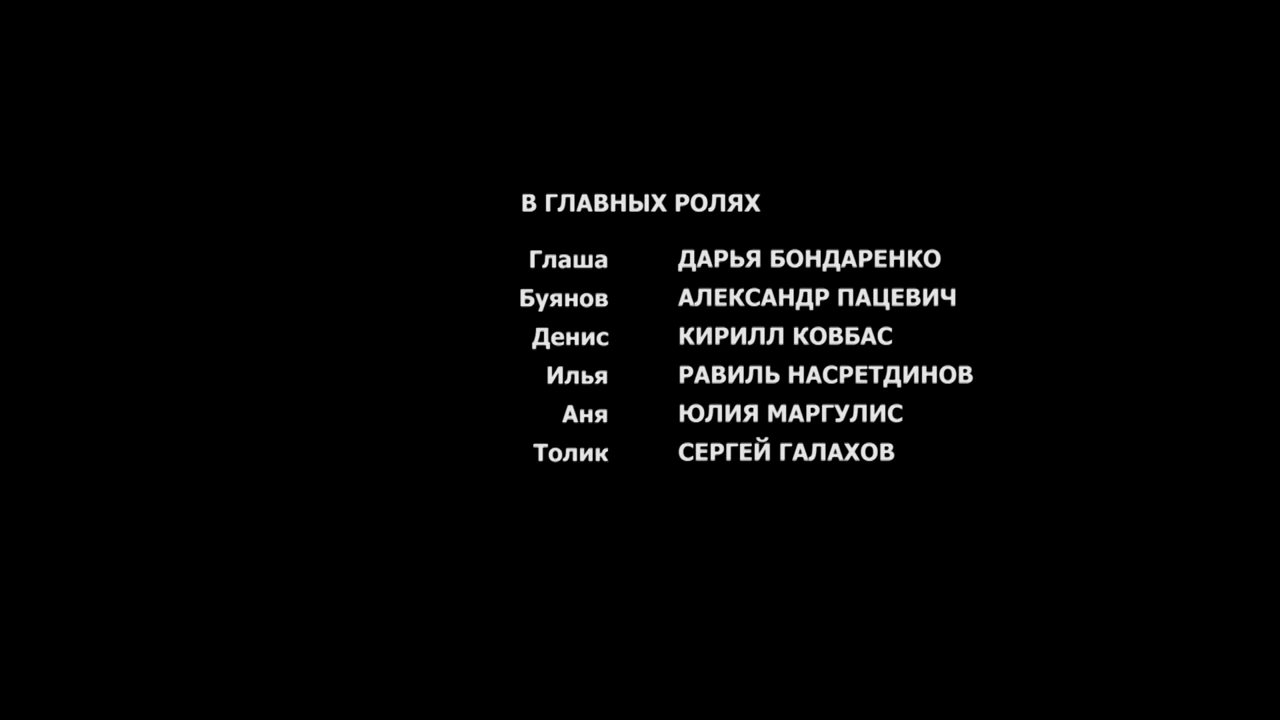 В ГЛАВНЫХ РОЛЯХ
Глаша ДАРЬЯ БОНДАРЕНКО
Буянов АЛЕКСАНДР ПАЦЕВИЧ
Денис КИРИЛЛ КОВБАС
Илья РАВИЛЬ НАСРЕТДИНОВ
Аня ЮЛИЯ МАРГУЛИС
Толик СЕРГЕЙ ГАЛАХОВ